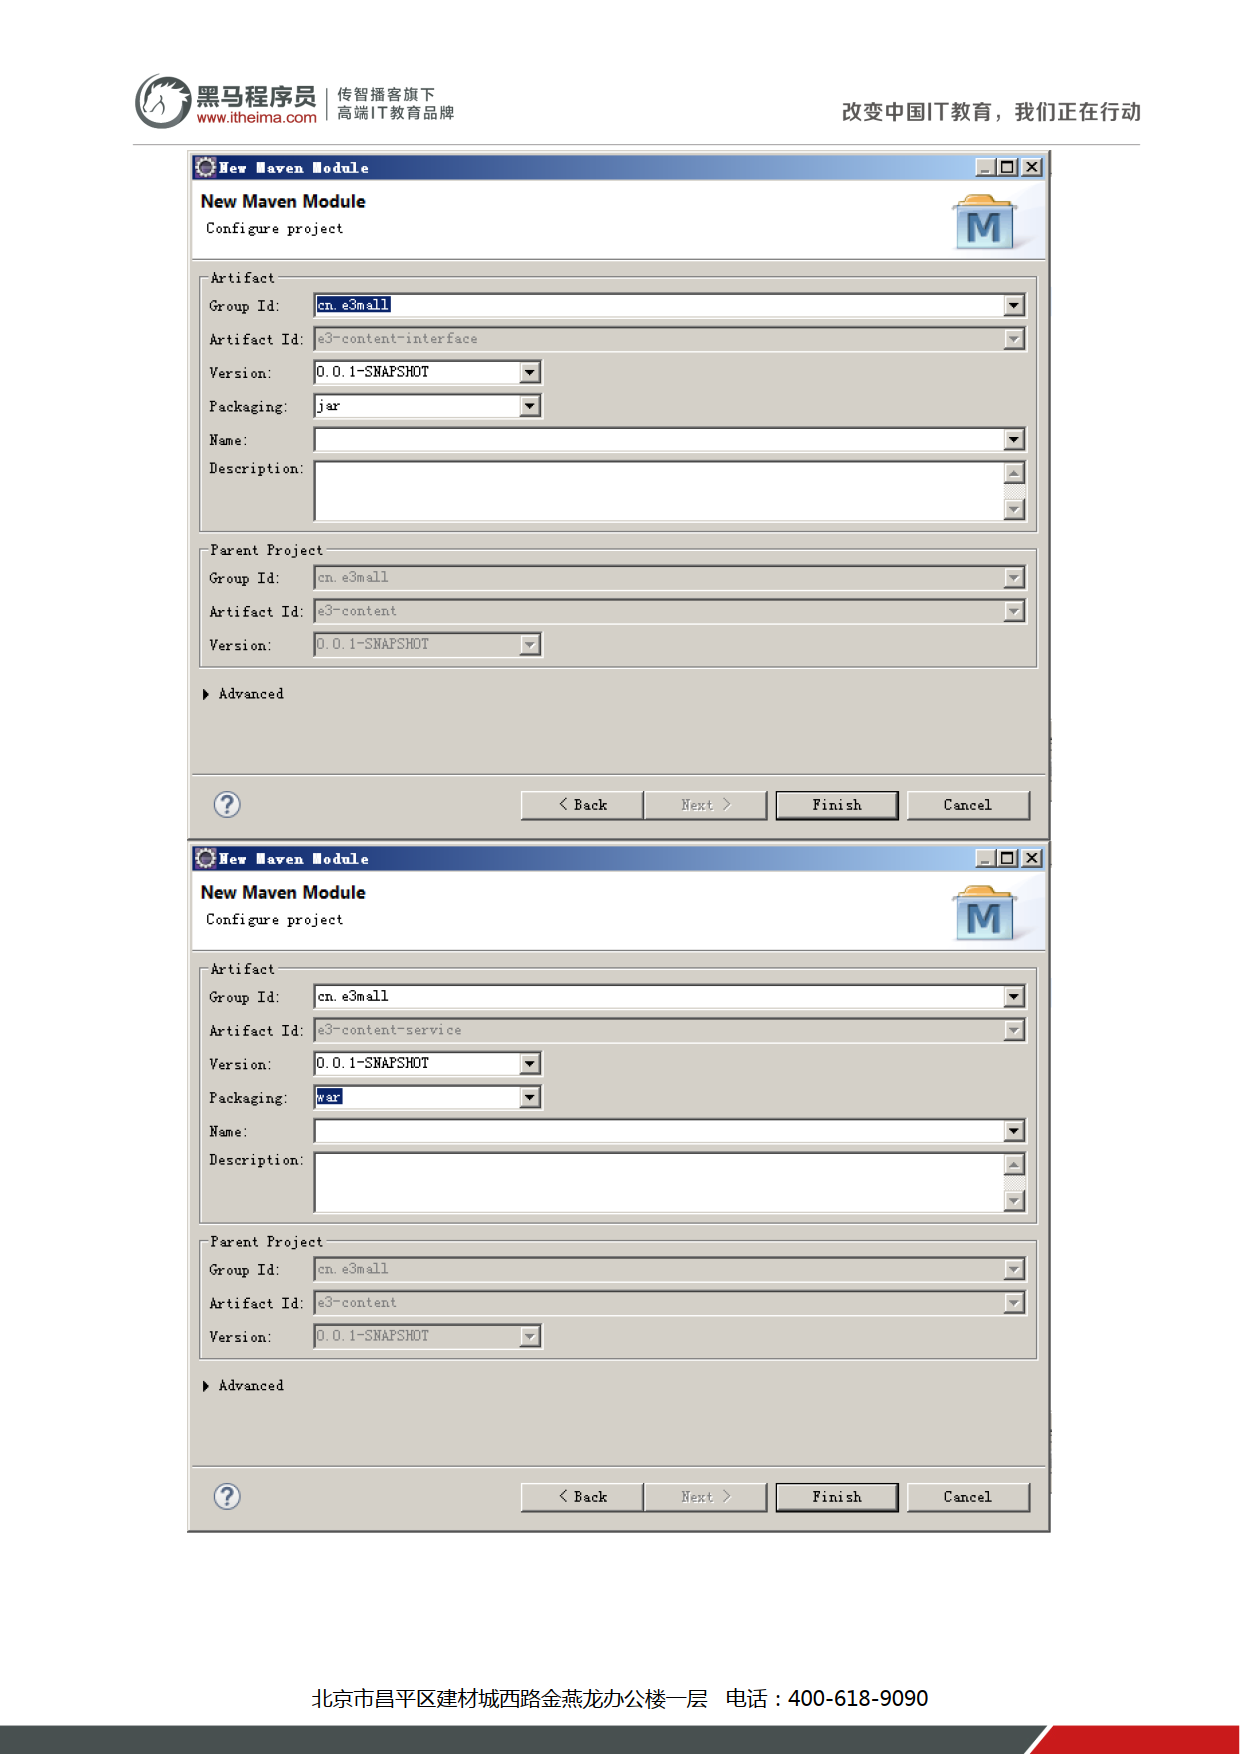 黑马程序员
www.itheima.com
传智播客旗下
高端IT教育品牌
改变中国IT教育，我们正在行动
New Maven Module
New Maven Module
Configure project
M
Artifact
Group Id: cn.e3mall
Artifact Id: e3-content-interface
Version: 0.0.1-SNAPSHOT
Packaging: jar
Name:
Description:
Parent Project
Group Id: cn.e3mall
Artifact Id: e3-content
Version: 0.0.1-SNAPSHOT
Advanced
? < Back Next > Finish Cancel
New Maven Module
New Maven Module
Configure project
M
Artifact
Group Id: cn.e3mall
Artifact Id: e3-content-service
Version: 0.0.1-SNAPSHOT
Packaging: war
Name:
Description:
Parent Project
Group Id: cn.e3mall
Artifact Id: e3-content
Version: 0.0.1-SNAPSHOT
Advanced
? < Back Next > Finish Cancel
北京市昌平区建材城西路金燕龙办公楼一层 电话：400-618-9090